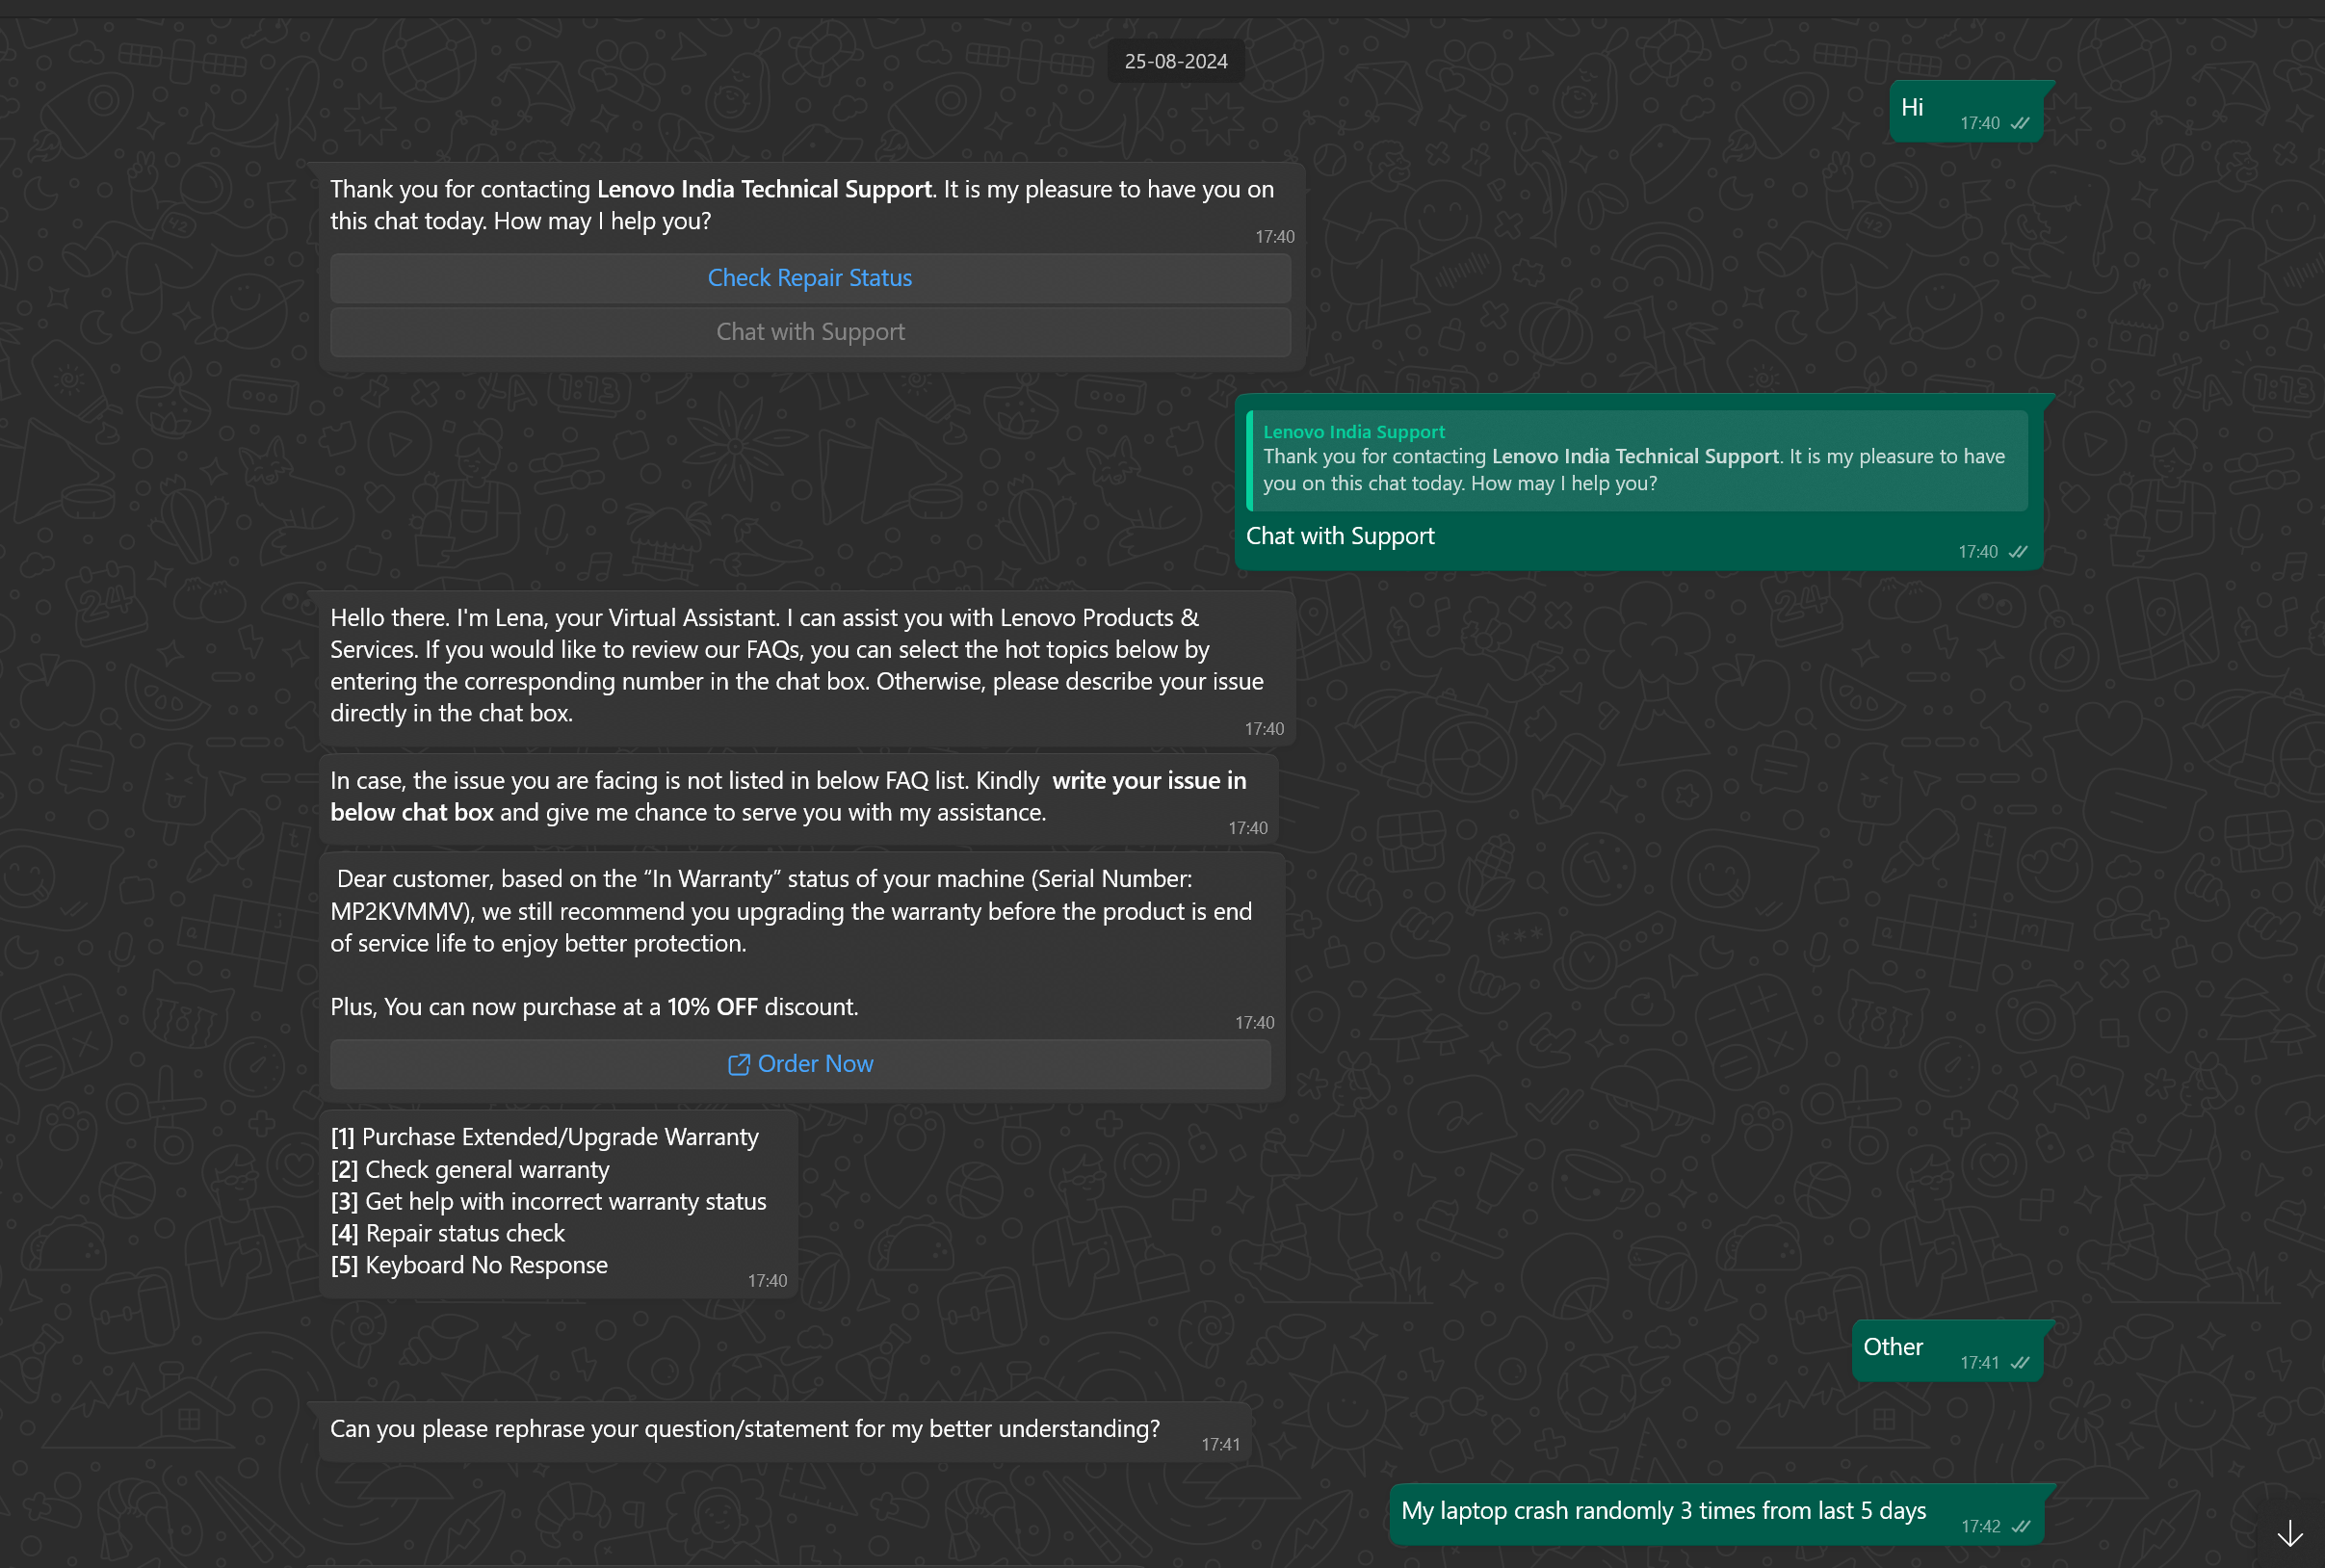 25-08-2024
Hi
17:40
Thank you for contacting Lenovo India Technical Support. It is my pleasure to have you on
this chat today. How may I help you?
17:40
Check Repair Status
Chat with Support
Lenovo India Support
Thank you for contacting Lenovo India Technical Support. It is my pleasure to have
you on this chat today. How may I help you?
Chat with Support
17:40
Hello there. I'm Lena, your Virtual Assistant. I can assist you with Lenovo Products &
Services. If you would like to review our FAQs, you can select the hot topics below by
entering the corresponding number in the chat box. Otherwise, please describe your issue
directly in the chat box.
17:40
In case, the issue you are facing is not listed in below FAQ list. Kindly  write your issue in
below chat box and give me chance to serve you with my assistance.
17:40
Dear customer, based on the “In Warranty” status of your machine (Serial Number:
MP2KVMMV), we still recommend you upgrading the warranty before the product is end
of service life to enjoy better protection.
Plus, You can now purchase at a 10% OFF discount.
17:40
Order Now
[1] Purchase Extended/Upgrade Warranty
[2] Check general warranty
[3] Get help with incorrect warranty status
[4] Repair status check
[5] Keyboard No Response
17:40
Other
17:41
Can you please rephrase your question/statement for my better understanding?
17:41
My laptop crash randomly 3 times from last 5 days
17:42